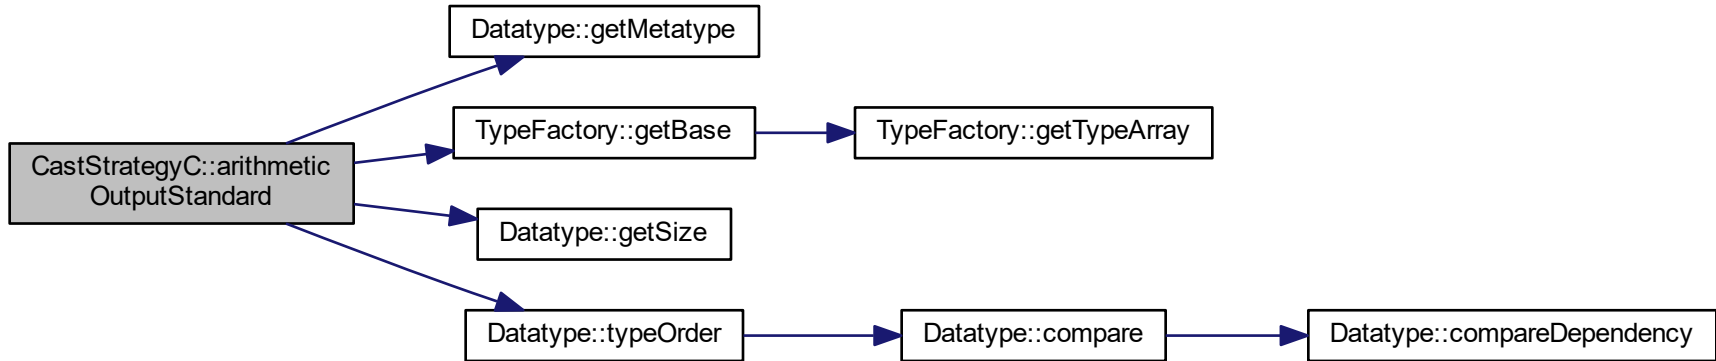 Datatype::getMetatype
TypeFactory::getBase
TypeFactory::getTypeArray
CastStrategyC::arithmetic
OutputStandard
Datatype::getSize
Datatype::typeOrder
Datatype::compare
Datatype::compareDependency